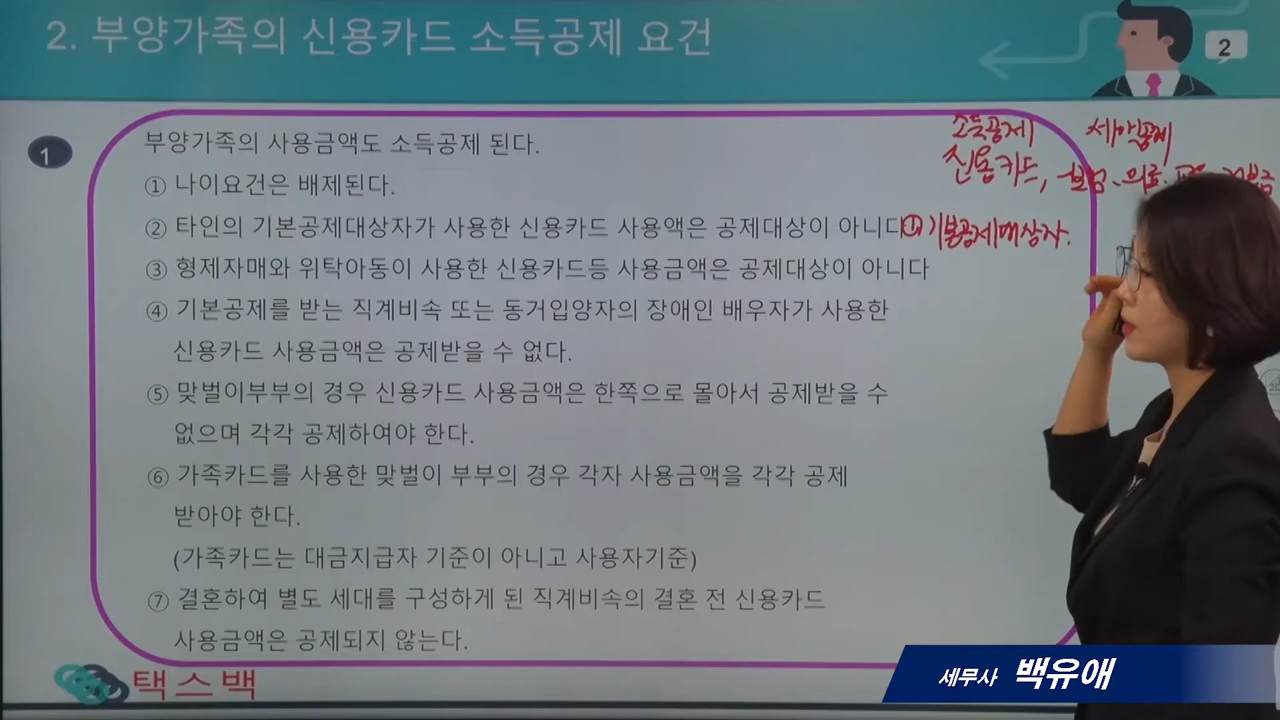 2. 부양가족의 신용카드 소득공제 요건
2
1
부양가족의 사용금액도 소득공제 된다.
① 나이요건은 배제된다.
② 타인의 기본공제대상자가 사용한 신용카드 사용액은 공제대상이 아니다
③ 형제자매와 위탁아동이 사용한 신용카드등 사용금액은 공제대상이 아니다
④ 기본공제를 받는 직계비속 또는 동거입양자의 장애인 배우자가 사용한
신용카드 사용금액은 공제받을 수 없다.
⑤ 맞벌이부부의 경우 신용카드 사용금액은 한쪽으로 몰아서 공제받을 수
없으며 각각 공제하여야 한다.
⑥ 가족카드를 사용한 맞벌이 부부의 경우 각자 사용금액을 각각 공제
받아야 한다.
(가족카드는 대금지급자 기준이 아니고 사용자기준)
⑦ 결혼하여 별도 세대를 구성하게 된 직계비속의 결혼 전 신용카드
사용금액은 공제되지 않는다.
소득공제 세액공제
신용카드, 보험、의료、
① 기본공제대상자.
택스백
세무사 백유애